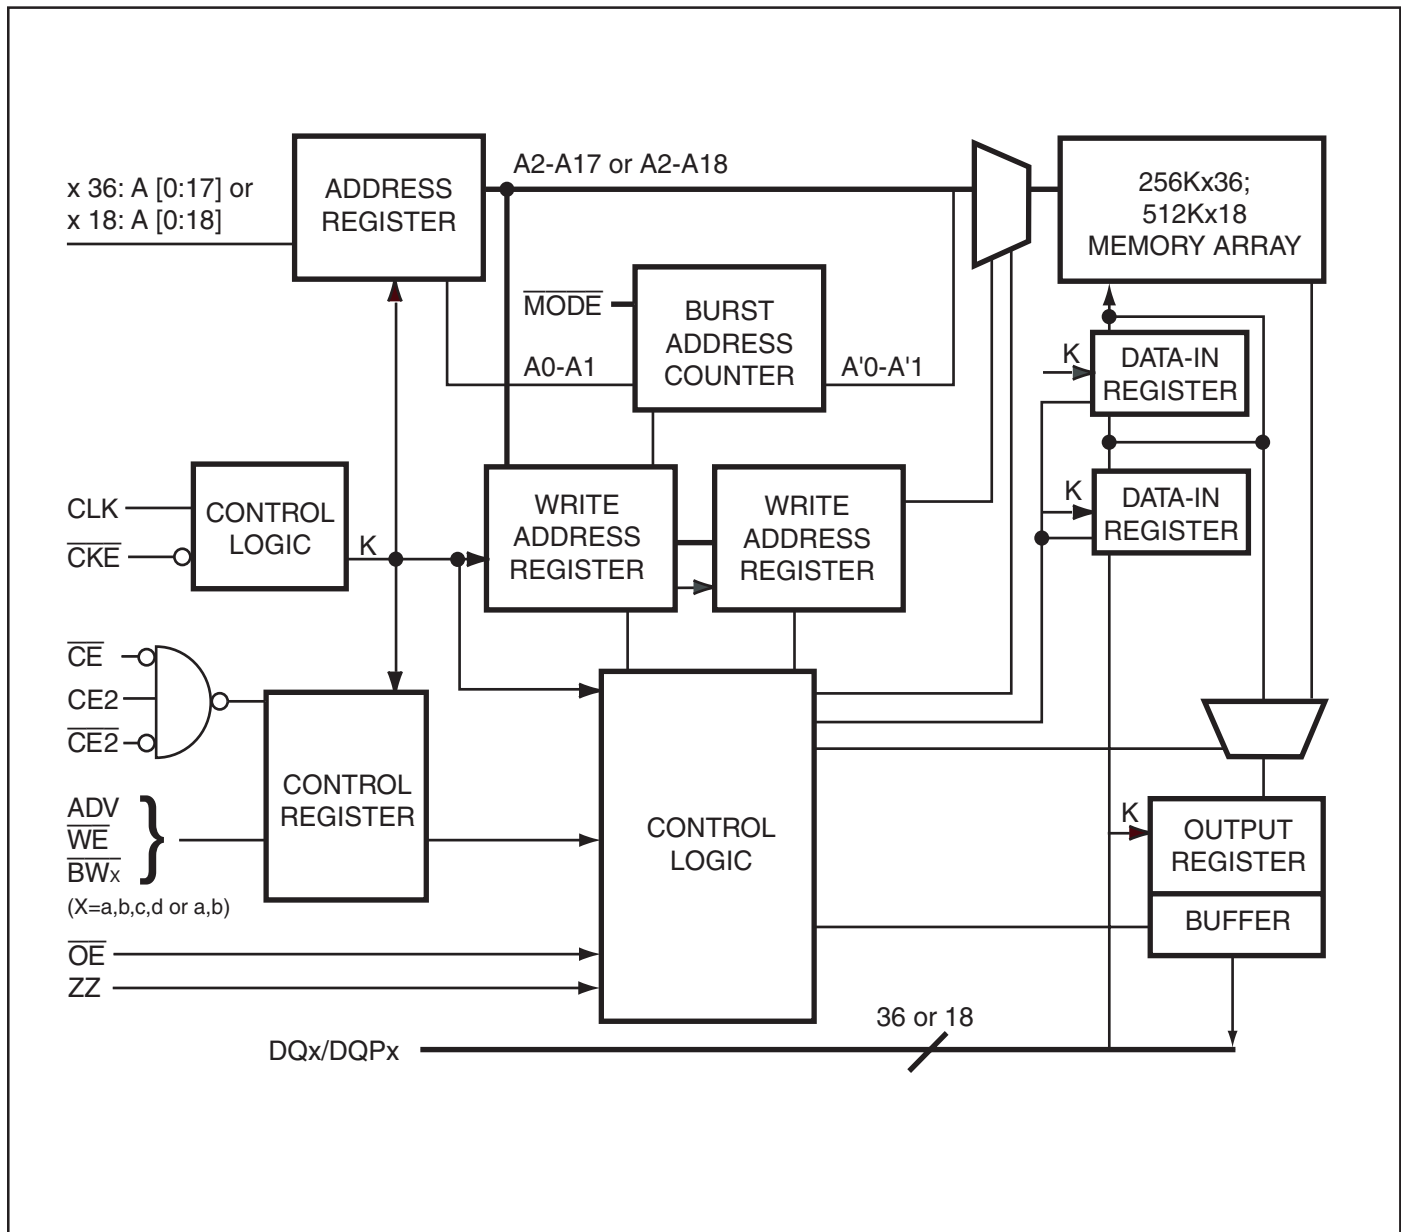 x 36: A [0:17] or
x 18: A [0:18]
ADDRESS
REGISTER
A2-A17 or A2-A18
256Kx36;
512Kx18
MEMORY ARRAY
MODE
BURST
ADDRESS
COUNTER
A0-A1
A'0-A'1
K
DATA-IN
REGISTER
K
DATA-IN
REGISTER
CLK
CKE
CONTROL
LOGIC
K
WRITE
ADDRESS
REGISTER
WRITE
ADDRESS
REGISTER
CE
CE2
CE2
CONTROL
REGISTER
ADV
WE
BWx
}
(X=a,b,c,d or a,b)
CONTROL
LOGIC
K
OUTPUT
REGISTER
BUFFER
OE
ZZ
36 or 18
DQx/DQPx